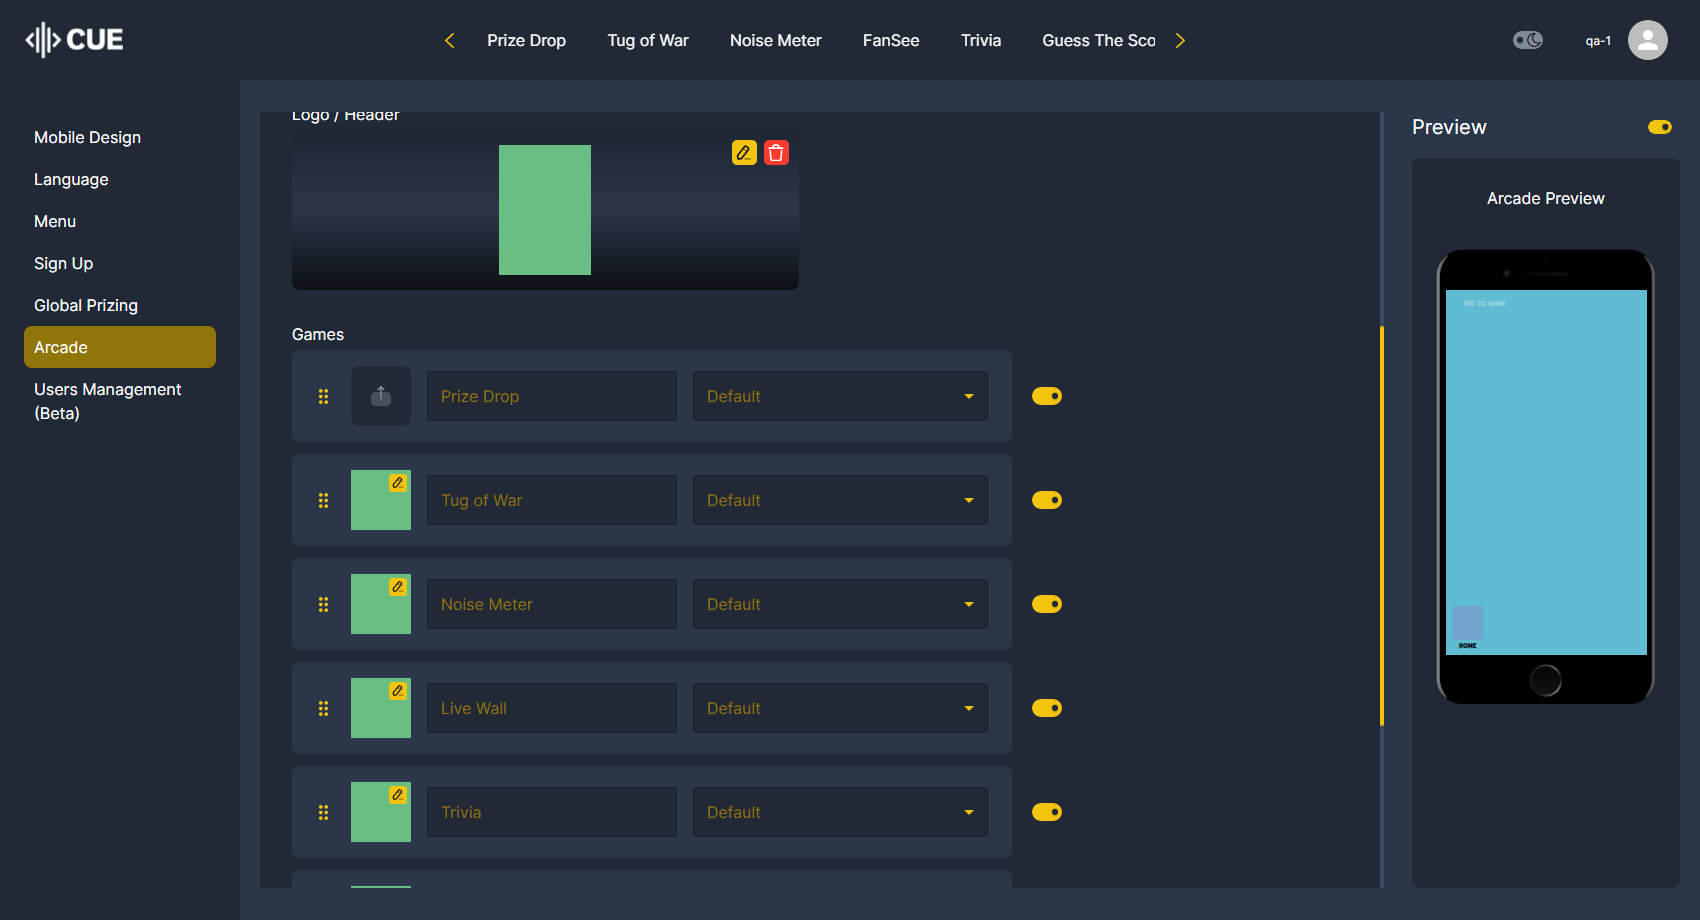 CUE
Prize Drop
Tug of War
Noise Meter
FanSee
Trivia
Guess The Sco
qa-1
Mobile Design
Language
Menu
Sign Up
Global Prizing
Arcade
Users Management
(Beta)
Logo / Header
Games
Prize Drop
Default
Tug of War
Default
Noise Meter
Default
Live Wall
Default
Trivia
Default
Preview
Arcade Preview
GO TO GAME
HOME